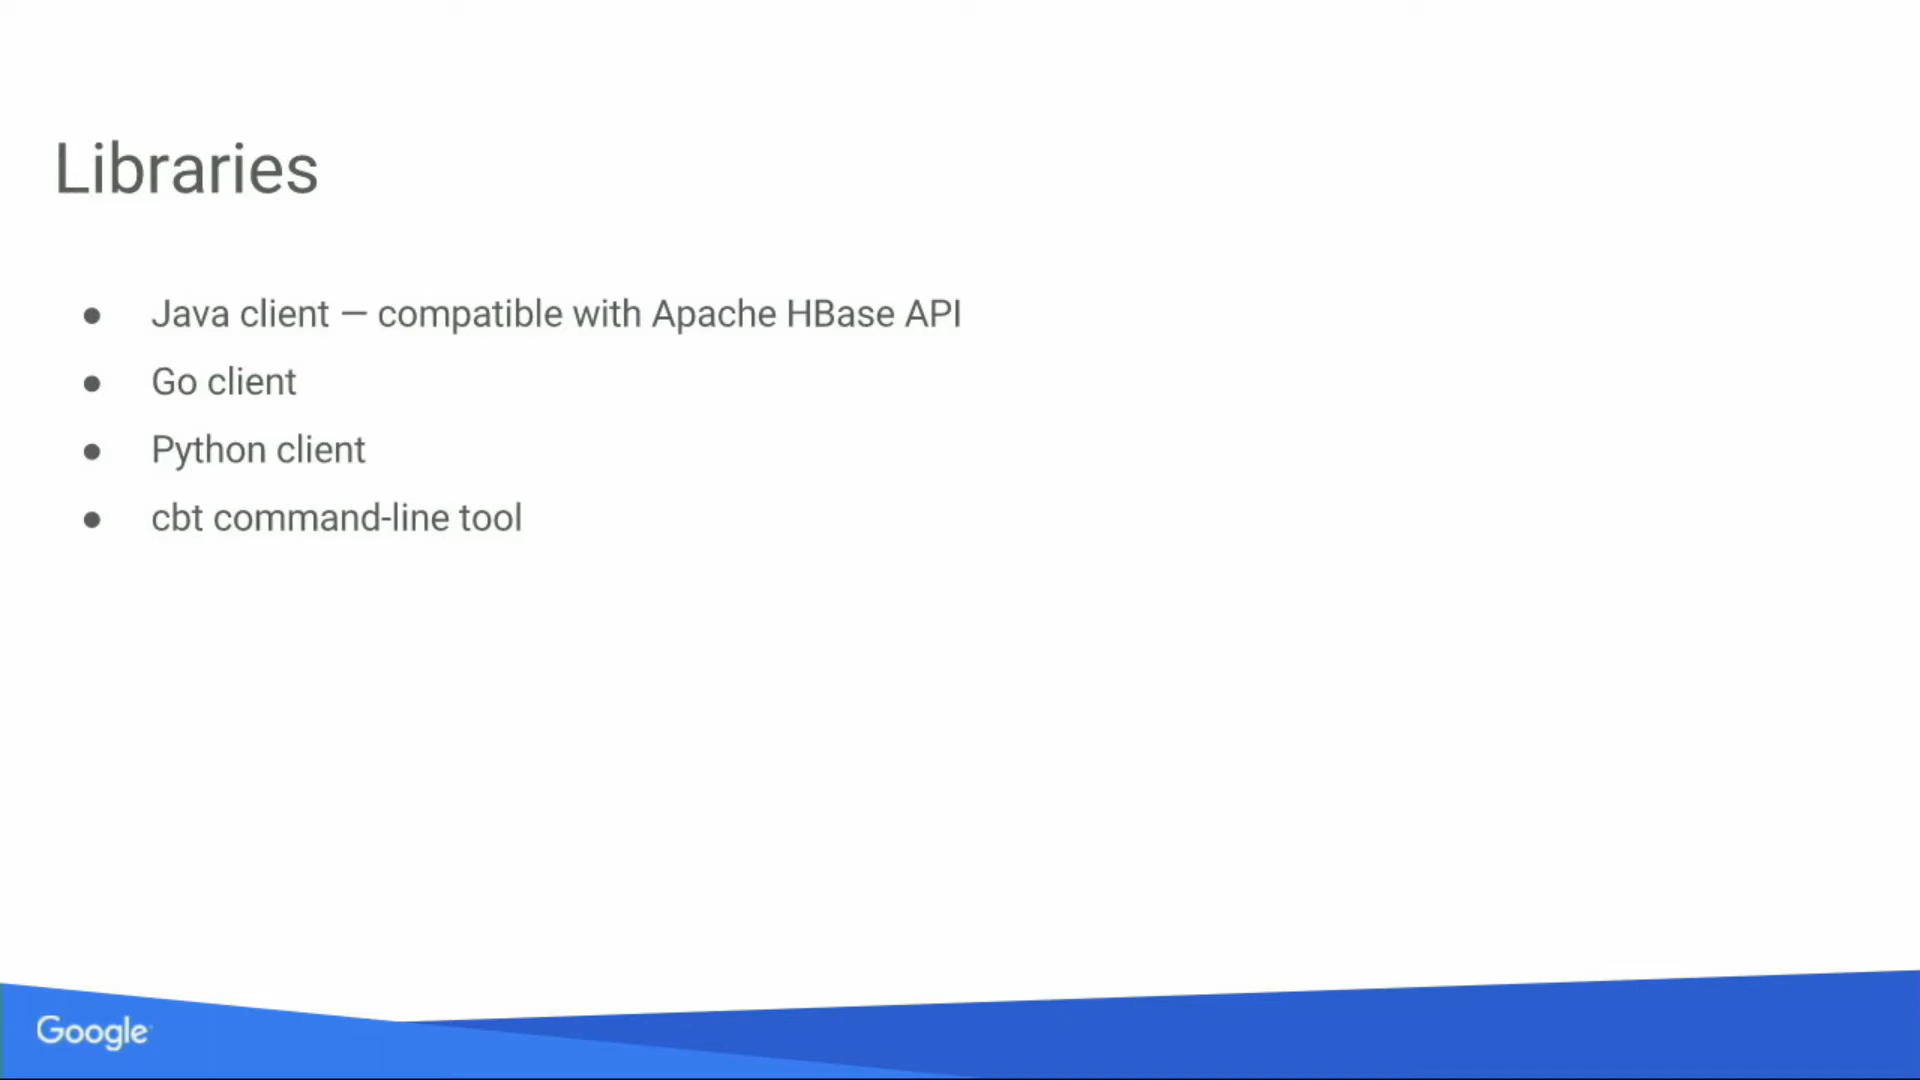 Libraries
● Java client — compatible with Apache HBase API
● Go client
● Python client
● cbt command-line tool
Google